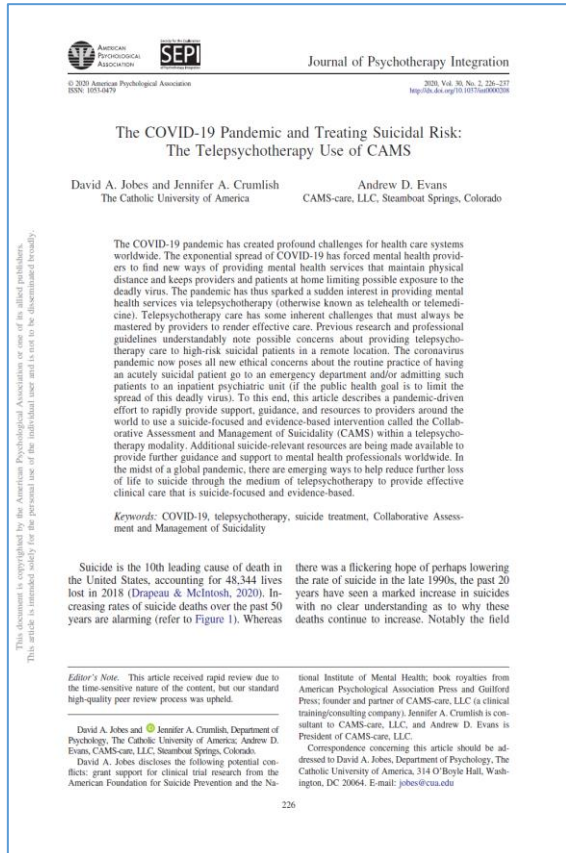 AMERICAN
PSYCHOLOGICAL
ASSOCIATION
SEPI
Journal of Psychotherapy Integration
© 2020 American Psychological Association
ISSN: 1053-0479
2020, Vol. 30, No. 2, 226–237
http://dx.doi.org/10.1037/int0000208
The COVID-19 Pandemic and Treating Suicidal Risk:
The Telepsychotherapy Use of CAMS
David A. Jobes and Jennifer A. Crumlish
The Catholic University of America
Andrew D. Evans
CAMS-care, LLC, Steamboat Springs, Colorado
The COVID-19 pandemic has created profound challenges for health care systems
worldwide. The exponential spread of COVID-19 has forced mental health provid-
ers to find new ways of providing mental health services that maintain physical
distance and keeps providers and patients at home limiting possible exposure to the
deadly virus. The pandemic has thus sparked a sudden interest in providing mental
health services via telepsychotherapy (otherwise known as telehealth or telemedi-
cine). Telepsychotherapy care has some inherent challenges that must always be
mastered by providers to render effective care. Previous research and professional
guidelines understandably note possible concerns about providing telepsycho-
therapy care to high-risk suicidal patients in a remote location. The coronavirus
pandemic now poses all new ethical concerns about the routine practice of having
an acutely suicidal patient go to an emergency department and/or admitting such
patients to an inpatient psychiatric unit (if the public health goal is to limit the
spread of this deadly virus). To this end, this article describes a pandemic-driven
effort to rapidly provide support, guidance, and resources to providers around the
world to use a suicide-focused and evidence-based intervention called the Collab-
orative Assessment and Management of Suicidality (CAMS) within a telepsycho-
therapy modality. Additional suicide-relevant resources are being made available to
provide further guidance and support to mental health professionals worldwide. In
the midst of a global pandemic, there are emerging ways to help reduce further loss
of life to suicide through the medium of telepsychotherapy to provide effective
clinical care that is suicide-focused and evidence-based.
Keywords: COVID-19, telepsychotherapy, suicide treatment, Collaborative Assess-
ment and Management of Suicidality
Suicide is the 10th leading cause of death in
the United States, accounting for 48,344 lives
lost in 2018 (Drapeau & McIntosh, 2020). In-
creasing rates of suicide deaths over the past 50
years are alarming (refer to Figure 1). Whereas
there was a flickering hope of perhaps lowering
the rate of suicide in the late 1990s, the past 20
years have seen a marked increase in suicides
with no clear understanding as to why these
deaths continue to increase. Notably the field
Editor's Note. This article received rapid review due to
the time-sensitive nature of the content, but our standard
high-quality peer review process was upheld.
David A. Jobes and Jennifer A. Crumlish, Department of
Psychology, The Catholic University of America; Andrew D.
Evans, CAMS-care, LLC, Steamboat Springs, Colorado.
David A. Jobes discloses the following potential con-
flicts: grant support for clinical trial research from the
American Foundation for Suicide Prevention and the Na-
tional Institute of Mental Health; book royalties from
American Psychological Association Press and Guilford
Press; founder and partner of CAMS-care, LLC (a clinical
training/consulting company). Jennifer A. Crumlish is con-
sultant to CAMS-care, LLC, and Andrew D. Evans is
President of CAMS-care, LLC.
Correspondence concerning this article should be ad-
dressed to David A. Jobes, Department of Psychology, The
Catholic University of America, 314 O'Boyle Hall, Wash-
ington, DC 20064. E-mail: jobes@cua.edu
226
This document is copyrighted by the American Psychological Association or one of its allied publishers.
This article is intended solely for the personal use of the individual user and is not to be disseminated broadly.